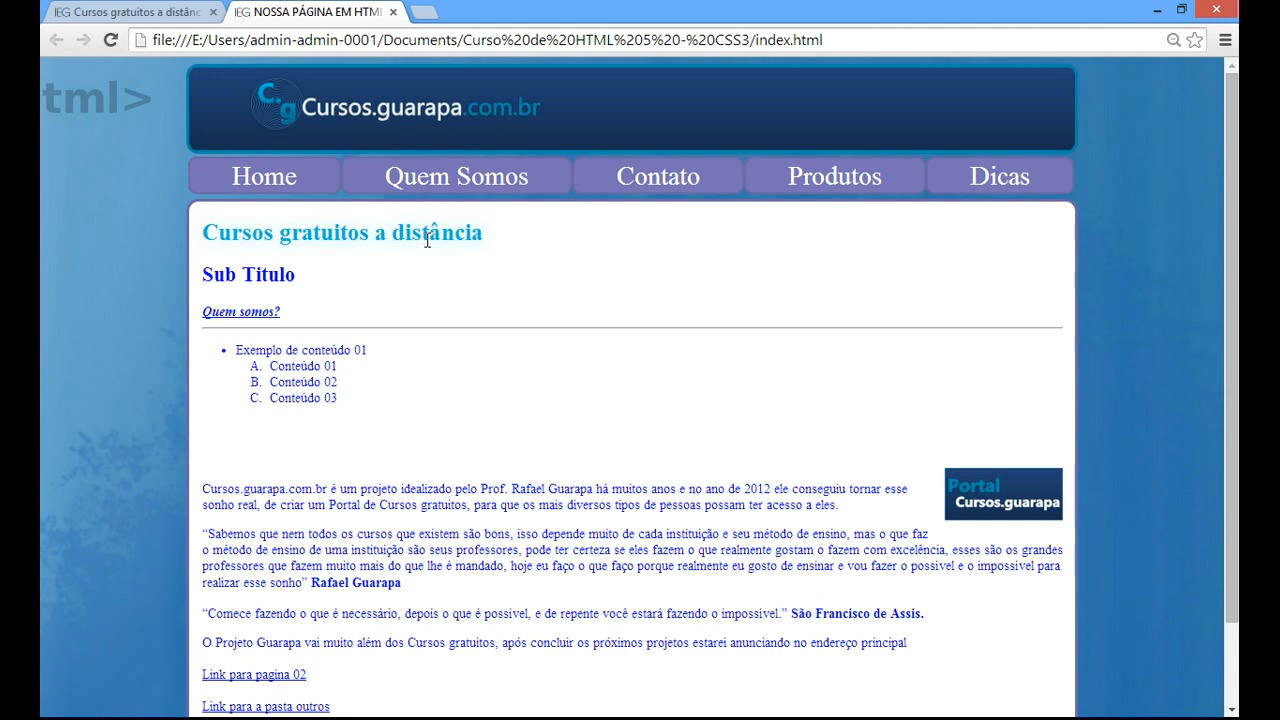 IEG Cursos gratuitos a distânc
IEG NOSSA PÁGINA EM HTMI
file:///E:/Users/admin-admin-0001/Documents/Curso%20de%20HTML%205%20-%20CSS3/index.html
tml>
C.g Cursos.guarapa.com.br
Home Quem Somos Contato Produtos Dicas
Cursos gratuitos a distância
Sub Titulo
Quem somos?
• Exemplo de conteúdo 01
A. Conteúdo 01
B. Conteúdo 02
C. Conteúdo 03
Portal
Cursos.guarapa
Cursos.guarapa.com.br é um projeto idealizado pelo Prof. Rafael Guarapa há muitos anos e no ano de 2012 ele conseguiu tornar esse
sonho real, de criar um Portal de Cursos gratuitos, para que os mais diversos tipos de pessoas possam ter acesso a eles.
“Sabemos que nem todos os cursos que existem são bons, isso depende muito de cada instituição e seu método de ensino, mas o que faz
o método de ensino de uma instituição são seus professores, pode ter certeza se eles fazem o que realmente gostam o fazem com excelência, esses são os grandes
professores que fazem muito mais do que lhe é mandado, hoje eu faço o que faço porque realmente eu gosto de ensinar e vou fazer o possivel e o impossível para
realizar esse sonho” Rafael Guarapa
“Comece fazendo o que é necessário, depois o que é possível, e de repente você estará fazendo o impossível.” São Francisco de Assis.
O Projeto Guarapa vai muito além dos Cursos gratuitos, após concluir os próximos projetos estarei anunciando no endereço principal
Link para pagina 02
Link para a pasta outros